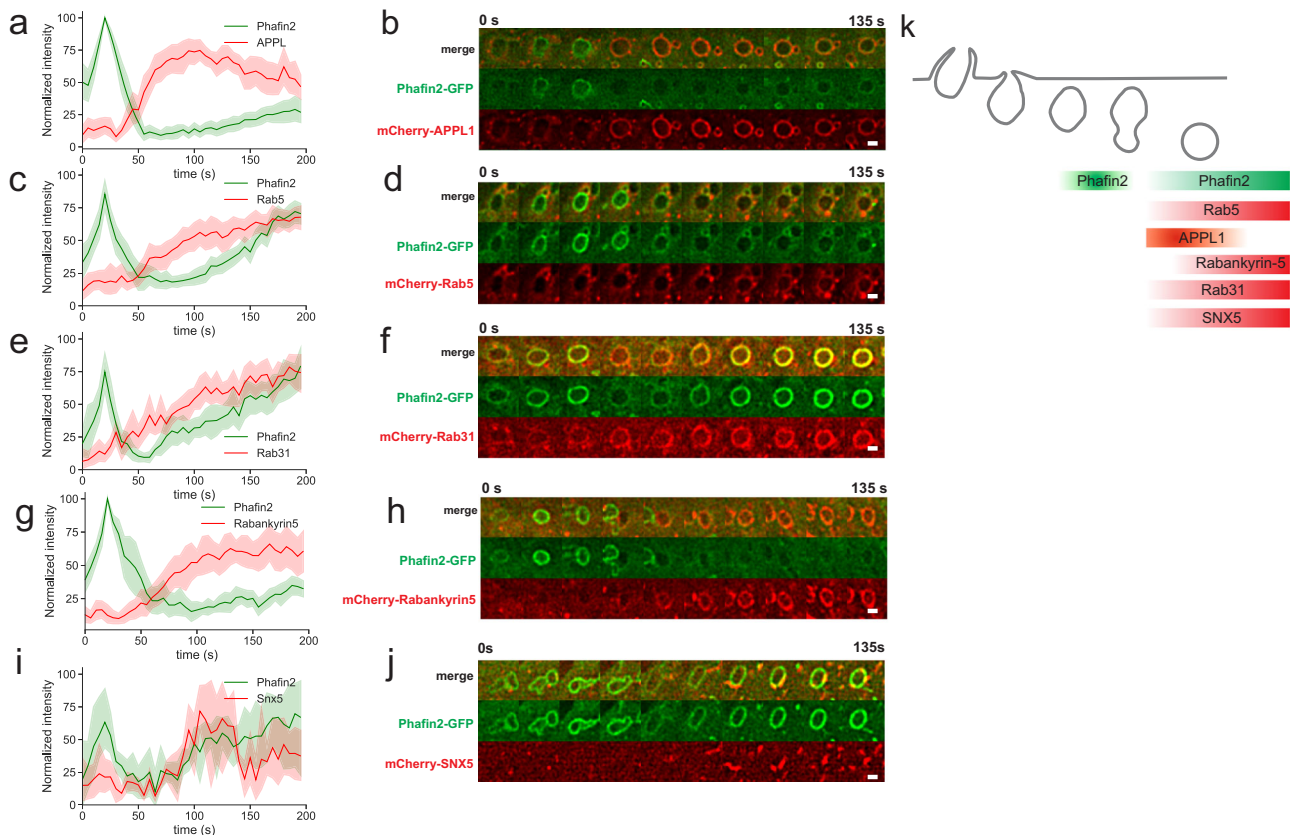 a
Normalized intensity
100
75
50
25
0
Phafin2
APPL
0 50 100 150 200
time (s)
b
0 s 135 s
merge
Phafin2-GFP
mCherry-APPL1
c
Normalized intensity
100
75
50
25
0
Phafin2
Rab5
0 50 100 150 200
time (s)
d
0 s 135 s
merge
Phafin2-GFP
mCherry-Rab5
e
Normalized intensity
100
75
50
25
0
Phafin2
Rab31
0 50 100 150 200
time (s)
f
0 s 135 s
merge
Phafin2-GFP
mCherry-Rab31
g
Normalized intensity
100
75
50
25
Phafin2
Rabankyrin5
0 50 100 150 200
time (s)
h
0 s 135 s
merge
Phafin2-GFP
mCherry-Rabankyrin5
i
Normalized intensity
100
75
50
25
0
Phafin2
Snx5
0 50 100 150 200
time (s)
j
0s 135s
merge
Phafin2-GFP
mCherry-SNX5
k
Phafin2 Phafin2
Rab5
APPL1
Rabankyrin-5
Rab31
SNX5